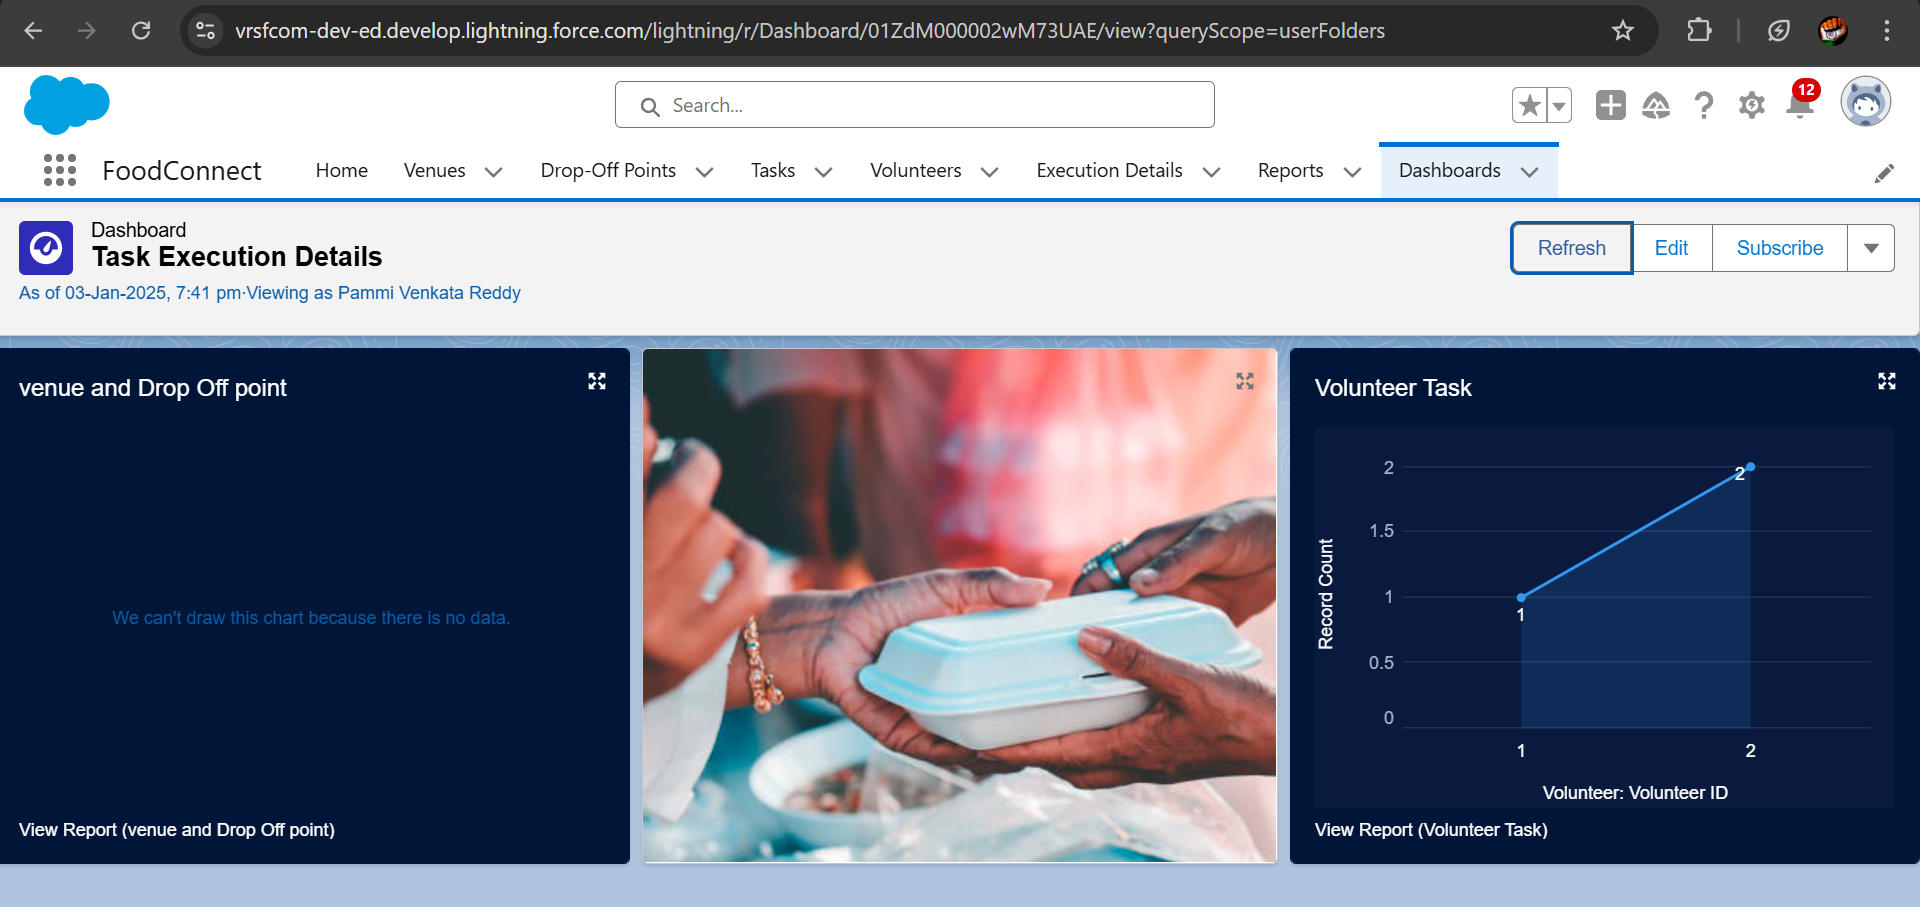 vrsfcom-dev-ed.develop.lightning.force.com/lightning/r/Dashboard/01ZdM000002wM73UAE/view?queryScope=userFolders
Search...
12
FoodConnect
Home
Venues
Drop-Off Points
Tasks
Volunteers
Execution Details
Reports
Dashboards
Dashboard
Task Execution Details
As of 03-Jan-2025, 7:41 pm·Viewing as Pammi Venkata Reddy
Refresh
Edit
Subscribe
venue and Drop Off point
We can't draw this chart because there is no data.
View Report (venue and Drop Off point)
Volunteer Task
Record Count
2
1.5
1
0.5
0
1
2
1
2
Volunteer: Volunteer ID
View Report (Volunteer Task)